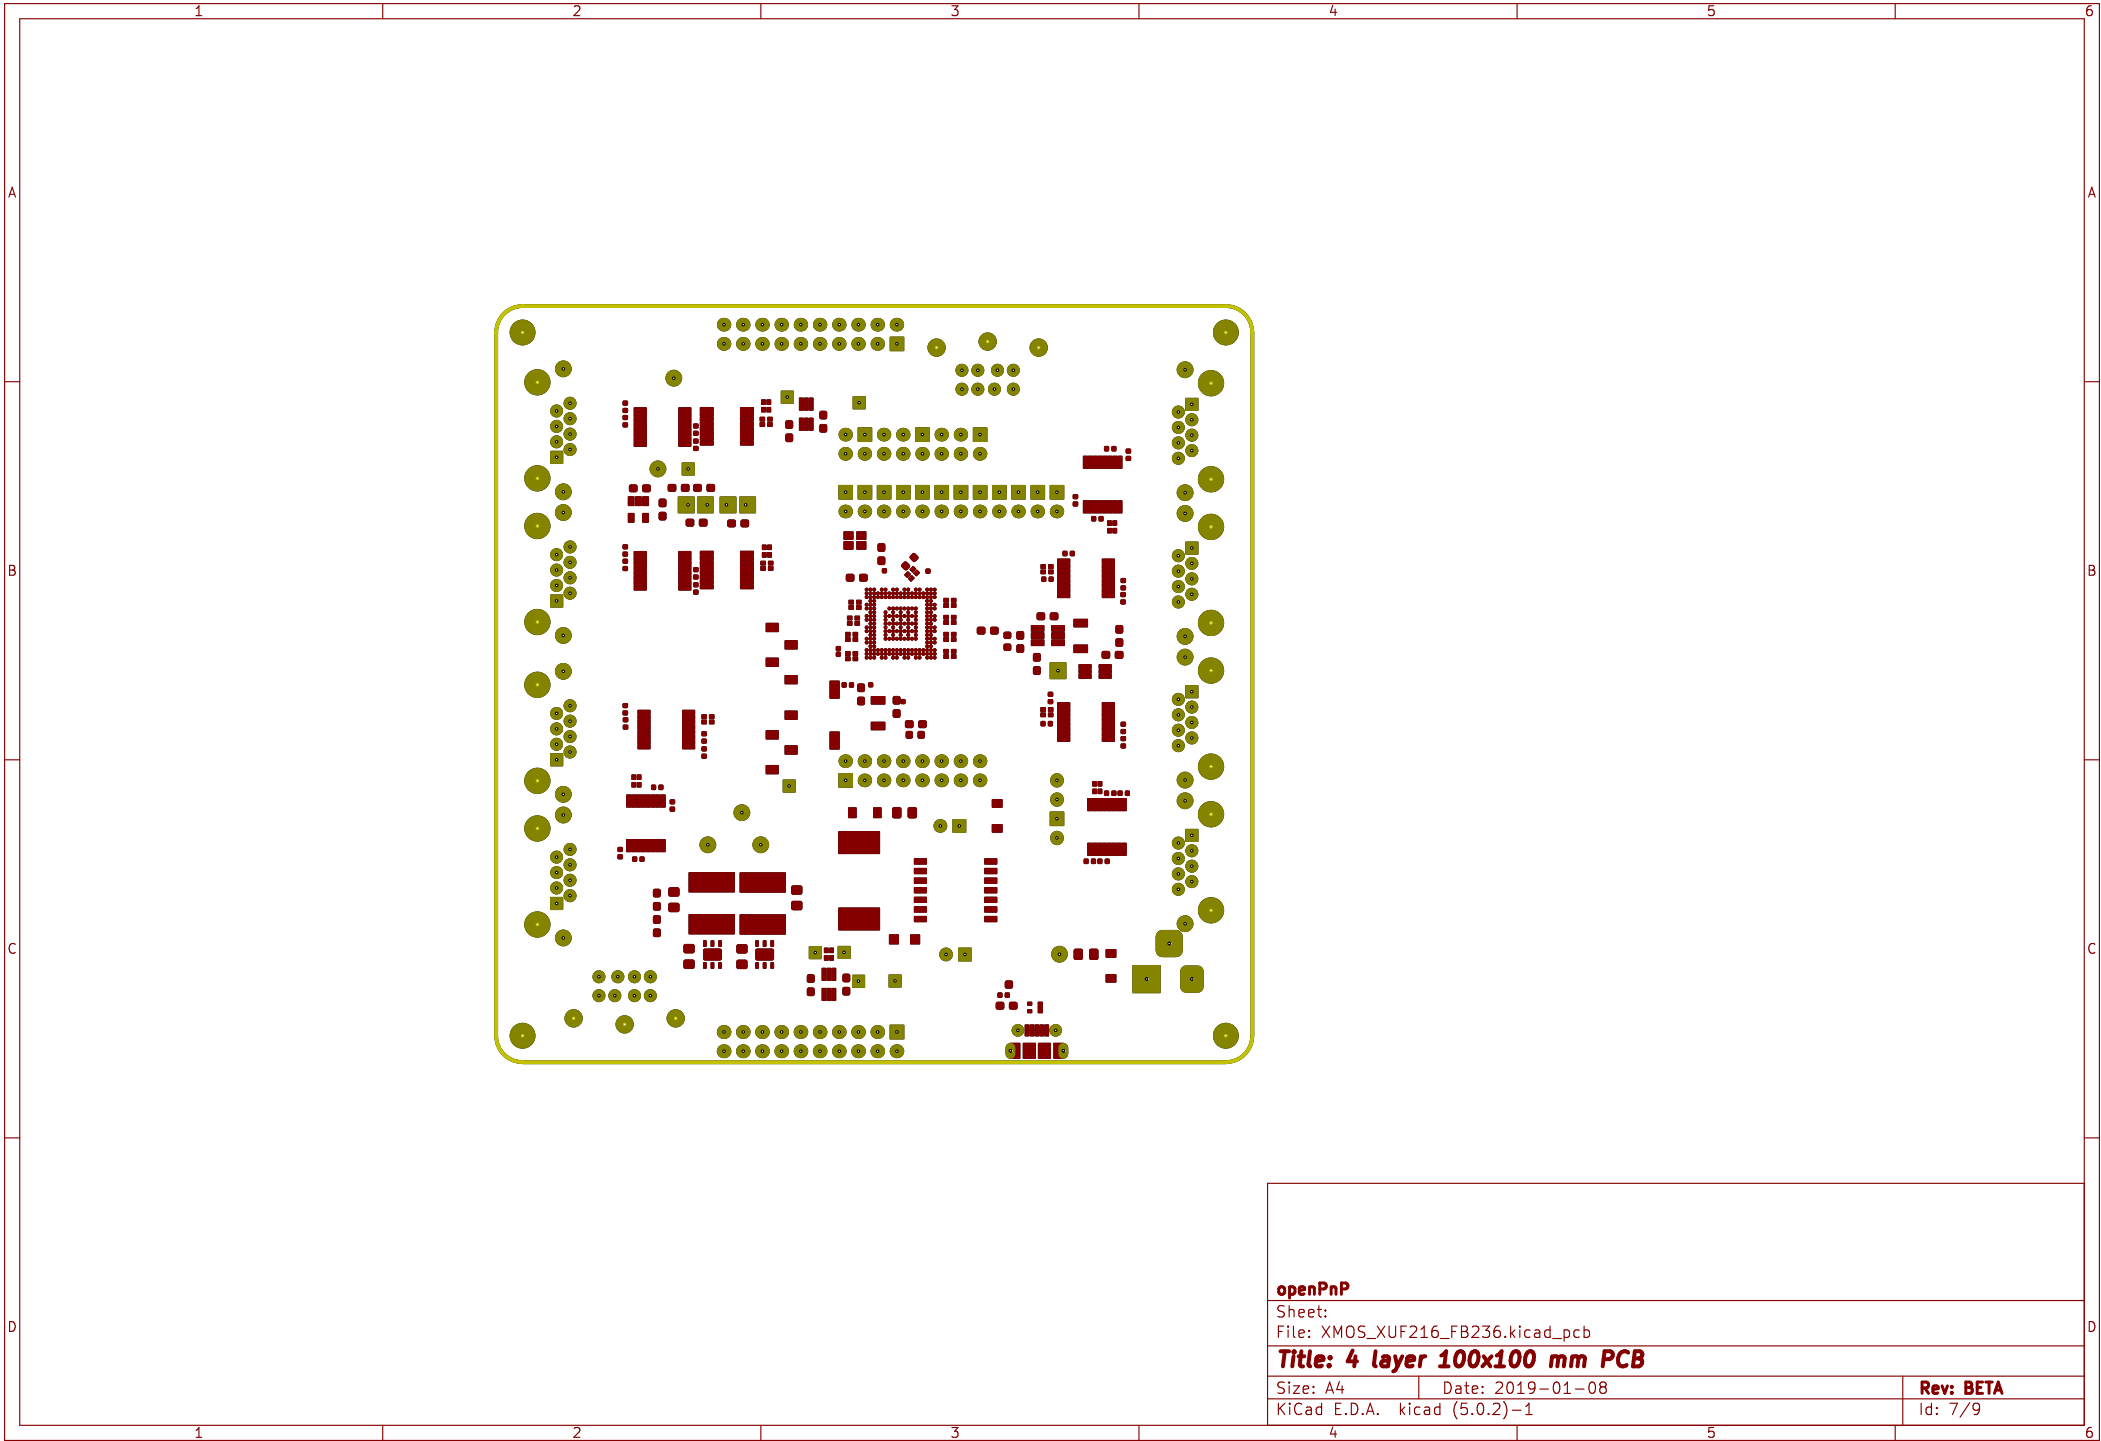 1 2 3 4 5 6
A A
B B
C C
D D
openPnP
Sheet:
File: XMOS_XUF216_FB236.kicad_pcb
Title: 4 layer 100x100 mm PCB
Size: A4 Date: 2019-01-08 Rev: BETA
KiCad E.D.A. kicad (5.0.2)-1 Id: 7/9
1 2 3 4 5 6